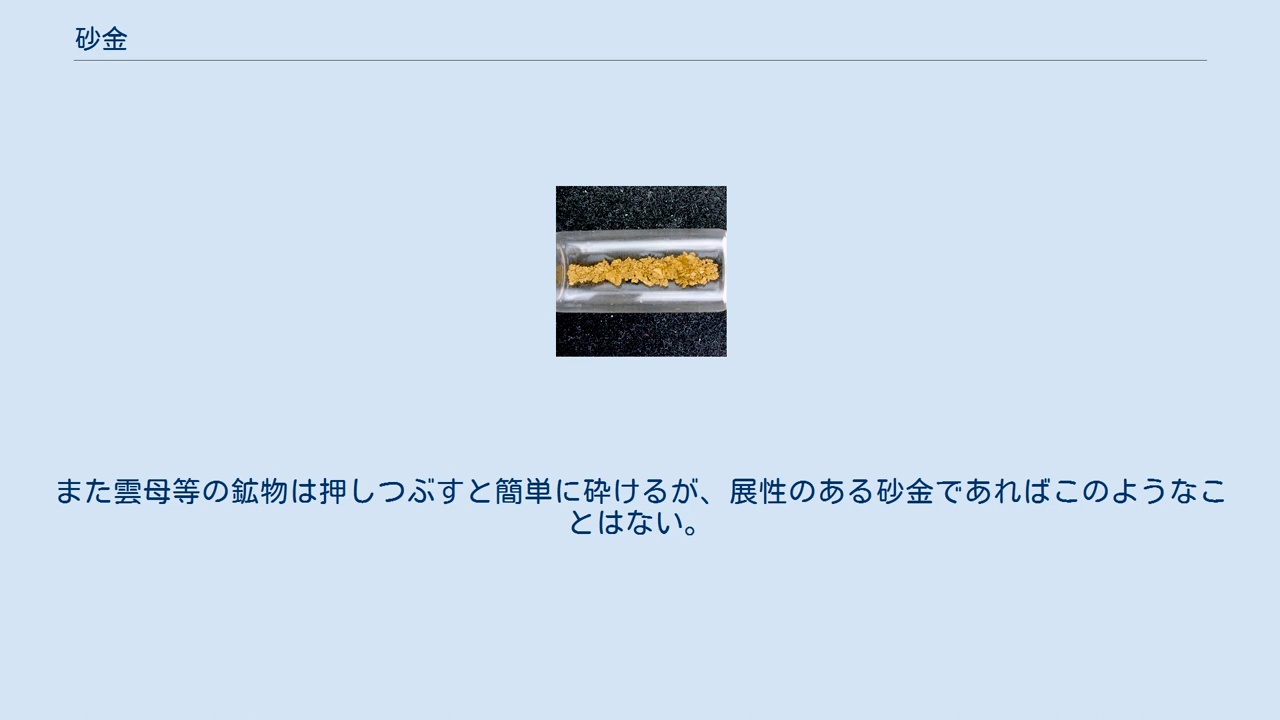 砂金
また雲母等の鉱物は押しつぶすと簡単に砕けるが、展性のある砂金であればこのようなこ
とはない。